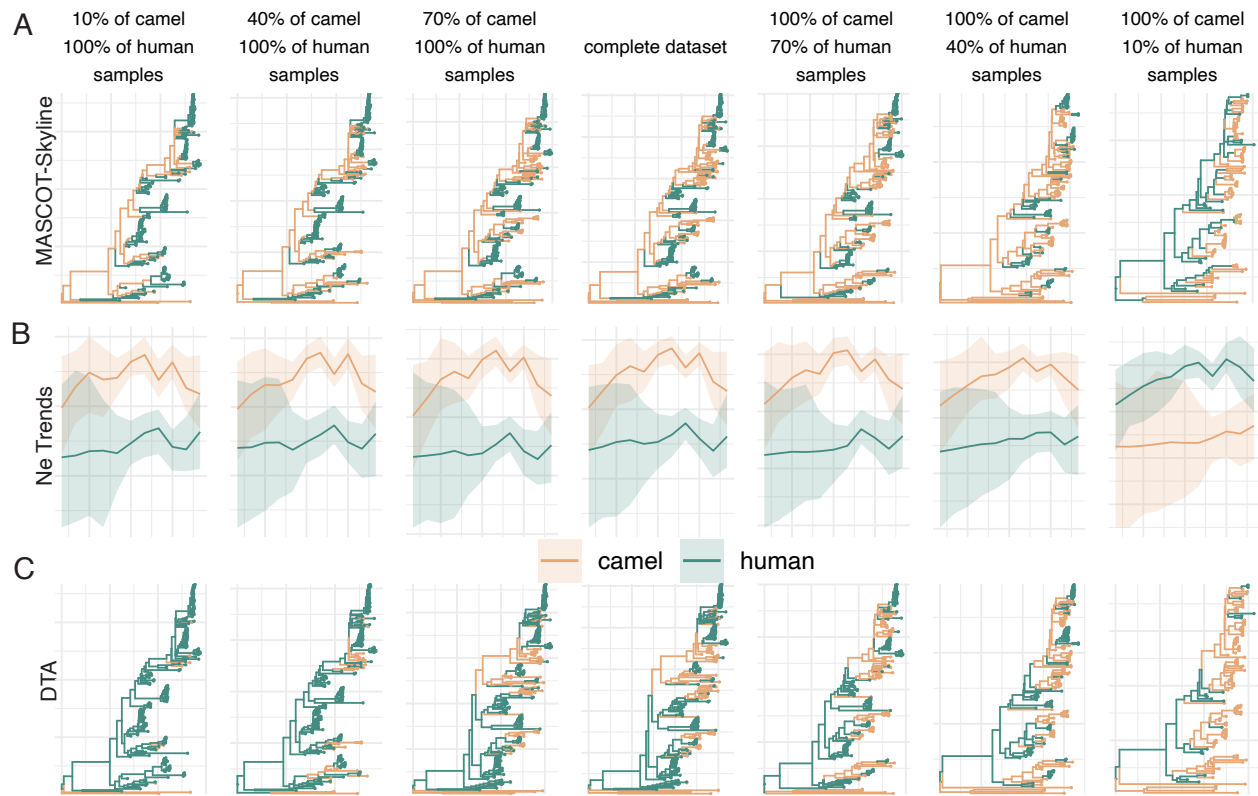 A
10% of camel
100% of human
samples
40% of camel
100% of human
samples
70% of camel
100% of human
samples
complete dataset
100% of camel
70% of human
samples
100% of camel
40% of human
samples
100% of camel
10% of human
samples
MASCOT-Skyline
B
Ne Trends
camel
human
C
DTA